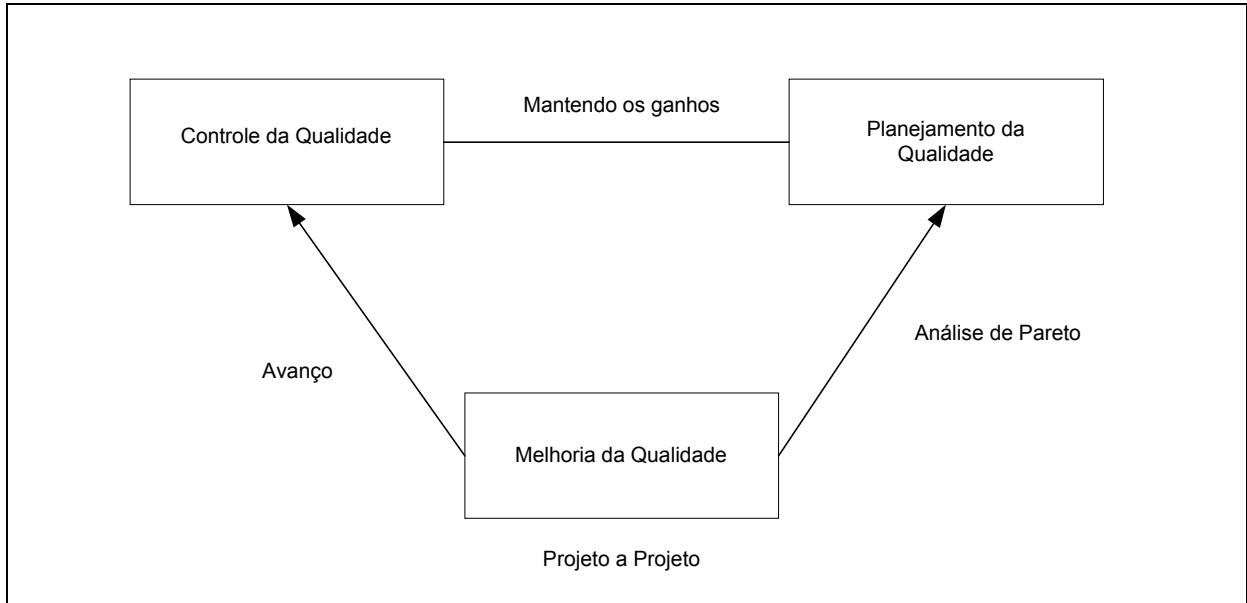 Mantendo os ganhos
Controle da Qualidade
Planejamento da
Qualidade
Análise de Pareto
Avanço
Melhoria da Qualidade
Projeto a Projeto